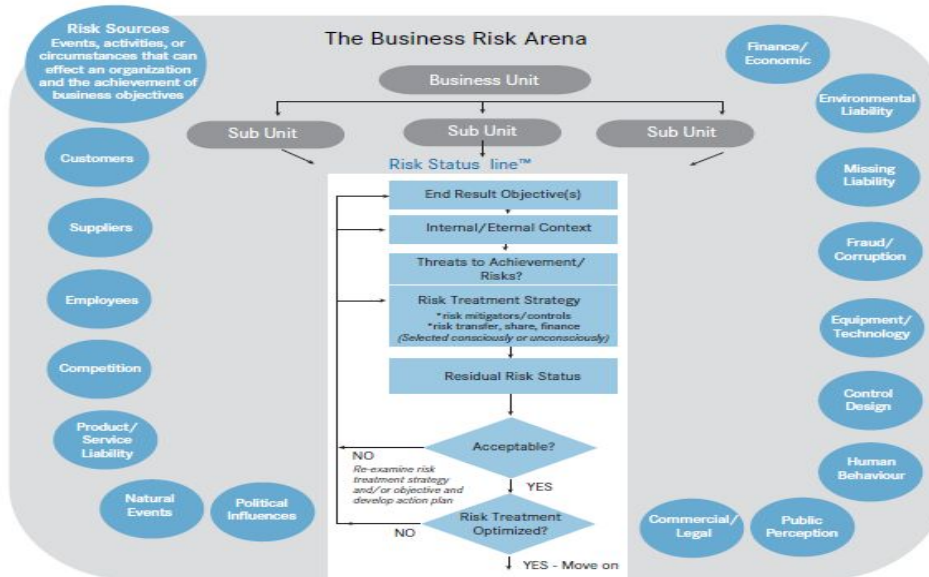 Risk Sources
Events, activities, or
circumstances that can
effect an organization
and the achievement of
business objectives
The Business Risk Arena
Finance/
Economic
Business Unit
Environmental
Liability
Sub Unit
Sub Unit
Sub Unit
Customers
Risk Status line™
Missing
Liability
End Result Objective(s)
Suppliers
Internal/Eternal Context
Fraud/
Corruption
Threats to Achievement/
Risks?
Employees
Risk Treatment Strategy
*risk mitigators/controls
*risk transfer, share, finance
(Selected consciously or unconsciously)
Equipment/
Technology
Competition
Residual Risk Status
Control
Design
Product/
Service
Liability
Acceptable?
NO
Re-examine risk
treatment strategy
and/or objective and
develop action plan
YES
Human
Behaviour
Natural
Events
Political
Influences
Risk Treatment
Optimized?
NO
Commercial/
Legal
Public
Perception
YES - Move on